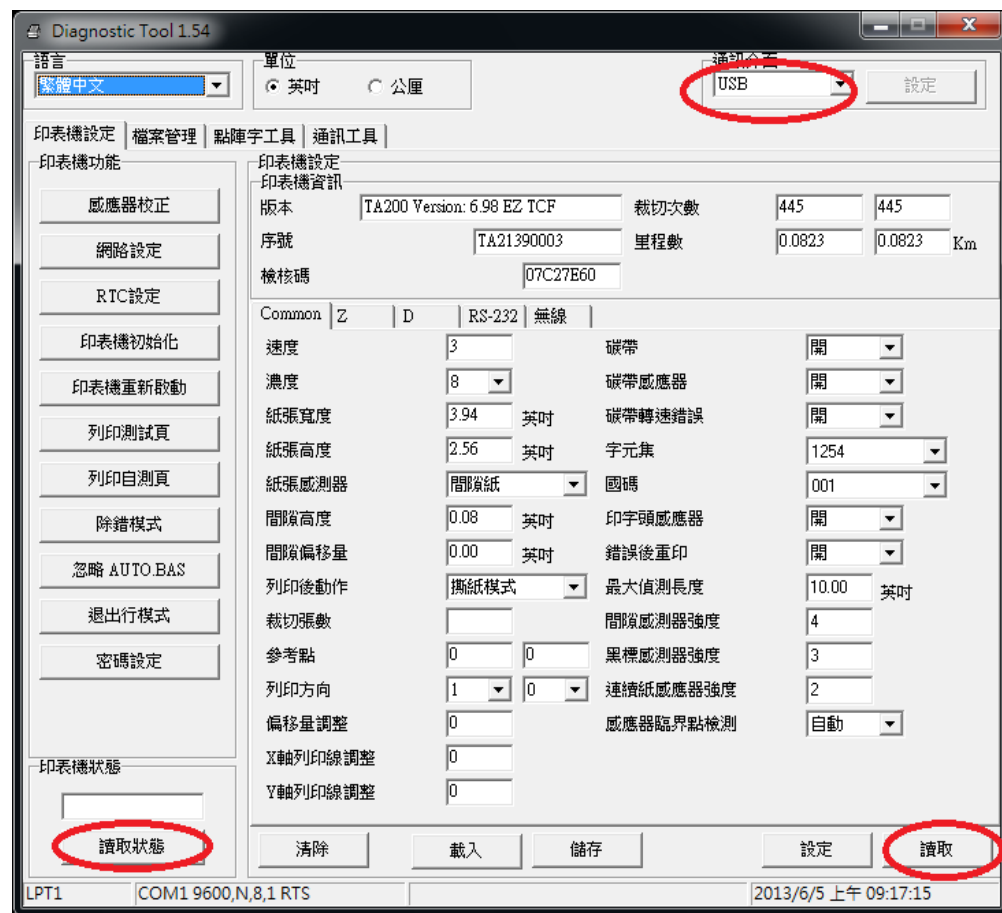 Diagnostic Tool 1.54
語言 單位 通訊介面
繁體中文 英吋 公厘 USB 設定
印表機設定 檔案管理 點陣字工具 通訊工具
印表機功能
感應器校正
網路設定
RTC設定
印表機初始化
印表機重新啟動
列印測試頁
列印自測頁
除錯模式
忽略 AUTO.BAS
退出行模式
密碼設定
印表機狀態
讀取狀態
印表機設定
印表機資訊
版本 TA200 Version: 6.98 EZ TCF 裁切次數 445 445
序號 TA21390003 里程數 0.0823 0.0823 Km
檢核碼 07C27E60
Common Z D RS-232 無線
速度 3 碳帶 開
濃度 8 碳帶感應器 開
紙張寬度 3.94 英吋 碳帶轉速錯誤 開
紙張高度 2.56 英吋 字元集 1254
紙張感測器 間隙紙 國碼 001
間隙高度 0.08 英吋 印字頭感應器 開
間隙偏移量 0.00 英吋 錯誤後重印 開
列印後動作 撕紙模式 最大偵測長度 10.00 英吋
裁切張數 間隙感測器強度 4
參考點 0 0 黑標感測器強度 3
列印方向 1 0 連續紙感應器強度 2
偏移量調整 0 感應器臨界點檢測 自動
X軸列印線調整 0
Y軸列印線調整 0
清除 載入 儲存 設定 讀取
LPT1 COM1 9600,N,8,1 RTS 2013/6/5 上午 09:17:15